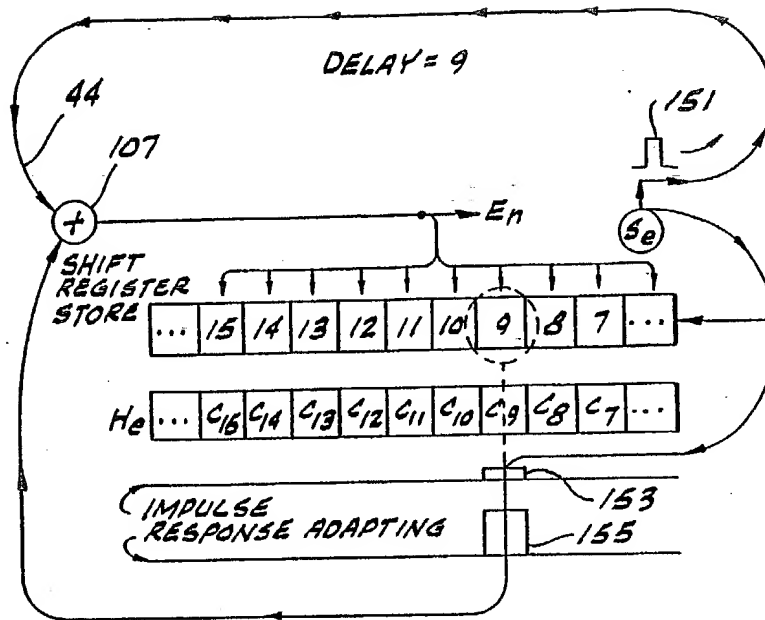 DELAY = 9
151
44
107
+
En
Se
SHIFT
REGISTER
STORE
... 15 14 13 12 11 10 9 8 7 ...
He ... C15 C14 C13 C12 C11 C10 C9 C8 C7 ...
153
IMPULSE
RESPONSE ADAPTING
155